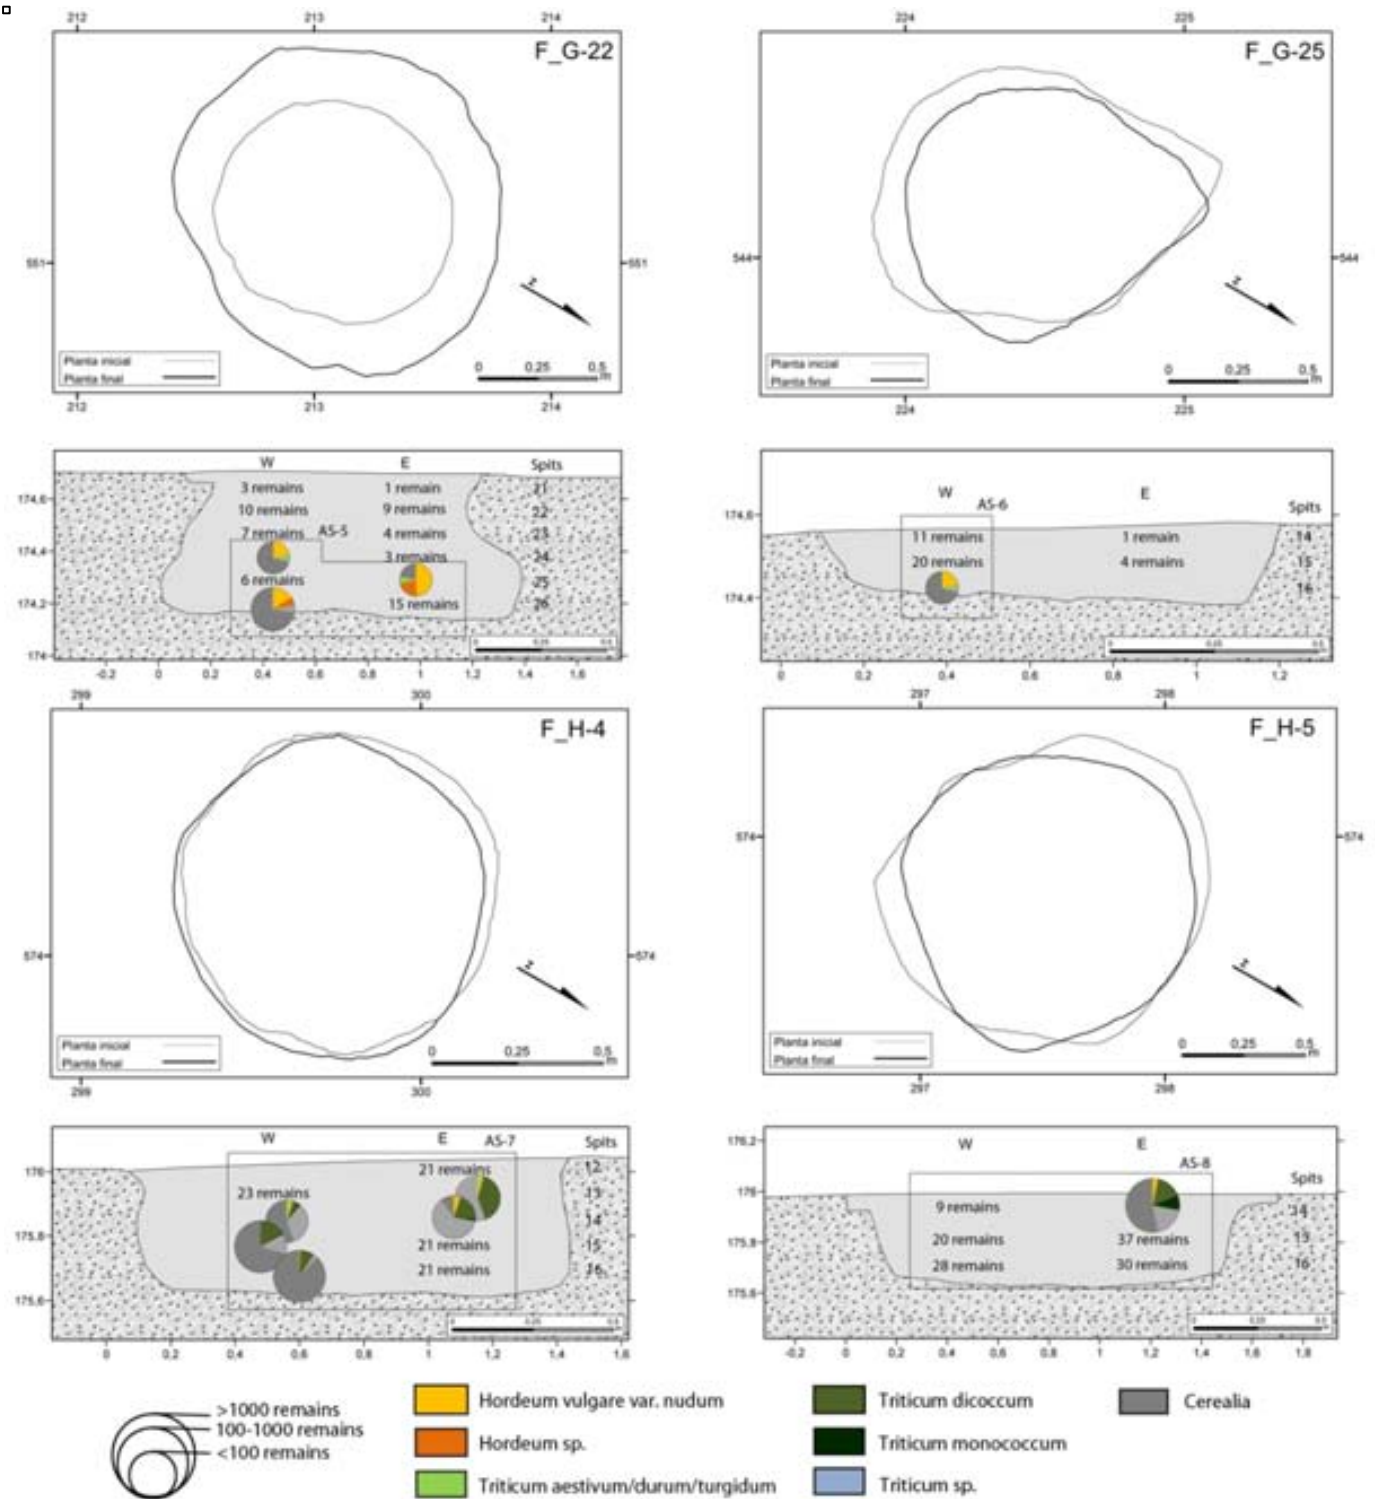 212 213 214
F_G-22
551 551
Planta inicial
Planta final
0 0.25 0.5
m
212 213 214
224 225
F_G-25
544 544
Planta inicial
Planta final
0 0.25 0.5
m
224 225
W E Spits
3 remains 1 remain 21
10 remains 9 remains 22
7 remains AS-5 4 remains 23
3 remains 24
6 remains 25
15 remains 26
174,6
174,4
174,2
174
-0.2 0 0,2 0,4 0,6 0,8 1 1,2 1,4 1,6
W AS-6 E Spits
11 remains 1 remain 14
20 remains 4 remains 15
16
174,6
174,4
0 0,2 0,4 0,6 0,8 1 1,2
299 300
F_H-4
574 574
Planta inicial
Planta final
0 0,25 0,5
m
299 300
297 298
F_H-5
574 574
Planta inicial
Planta final
0 0,25 0,5
m
297 298
W E AS-7 Spits
21 remains 12
23 remains 13
14
21 remains 15
21 remains 16
176
175,8
175,6
0 0,2 0,4 0,6 0,8 1 1,2 1,4 1,6
W E
AS-8 Spits
9 remains 14
20 remains 37 remains
28 remains 30 remains 16
176,2
176
175,8
-0,2 0 0,2 0,4 0,6 0,8 1 1,2 1,4 1,6 1,8
>1000 remains
100-1000 remains
<100 remains
Hordeum vulgare var. nudum
Hordeum sp.
Triticum aestivum/durum/turgidum
Triticum dicoccum
Triticum monococcum
Triticum sp.
Cerealia